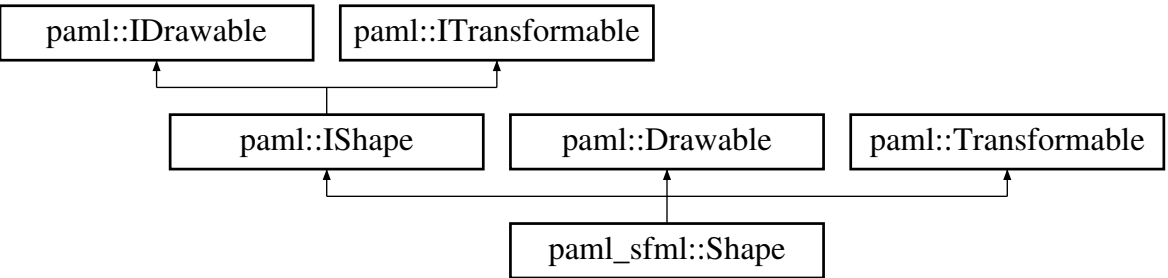 paml::IDrawable
paml::ITransformable
paml::IShape
paml::Drawable
paml::Transformable
paml_sfml::Shape